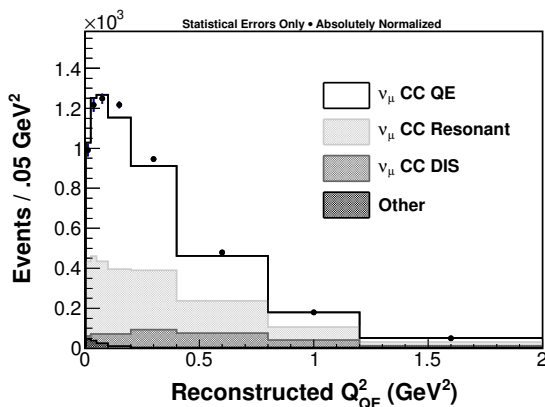 Statistical Errors Only • Absolutely Normalized
×10³
1.4
1.2
1
0.8
0.6
0.4
0.2
0
Events / .05 GeV²
ν_μ CC QE
ν_μ CC Resonant
ν_μ CC DIS
Other
0 0.5 1 1.5 2
Reconstructed Q²_QE (GeV²)